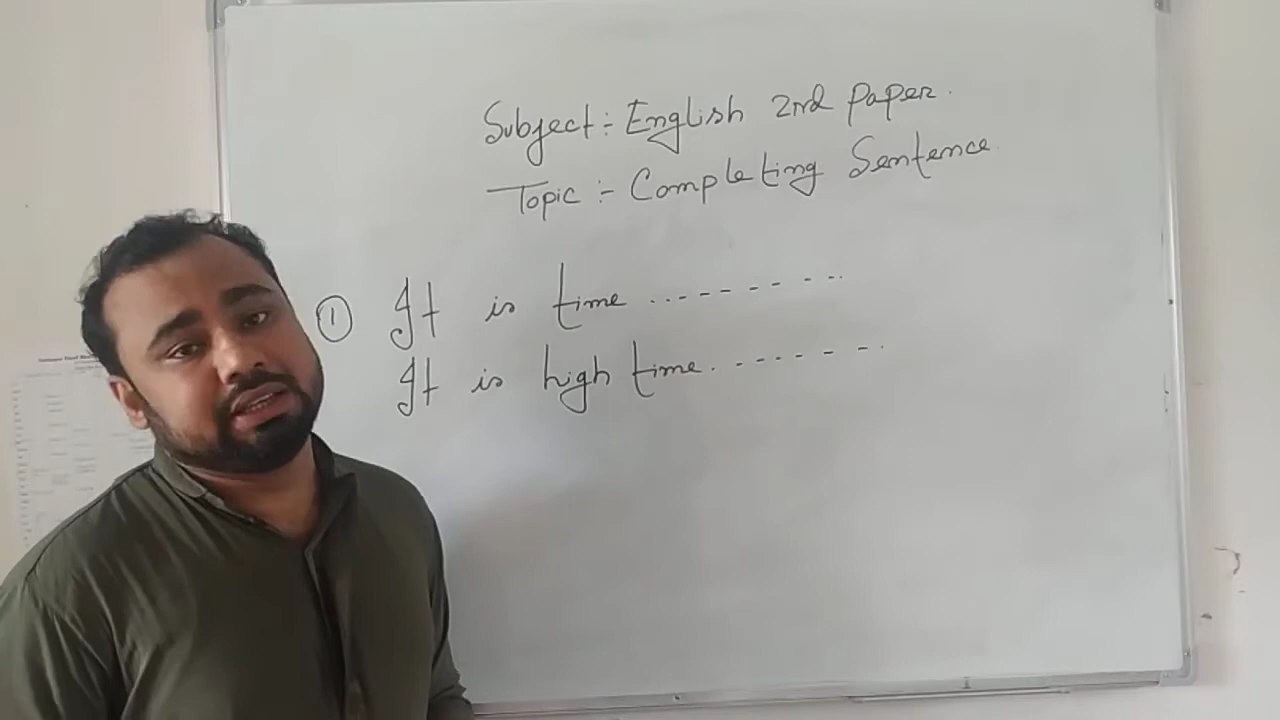 Subject :- English 2nd Paper.
Topic :- Completing Sentence.
① It is time ... - - - - - - ..
It is high time. - - - - - - - .